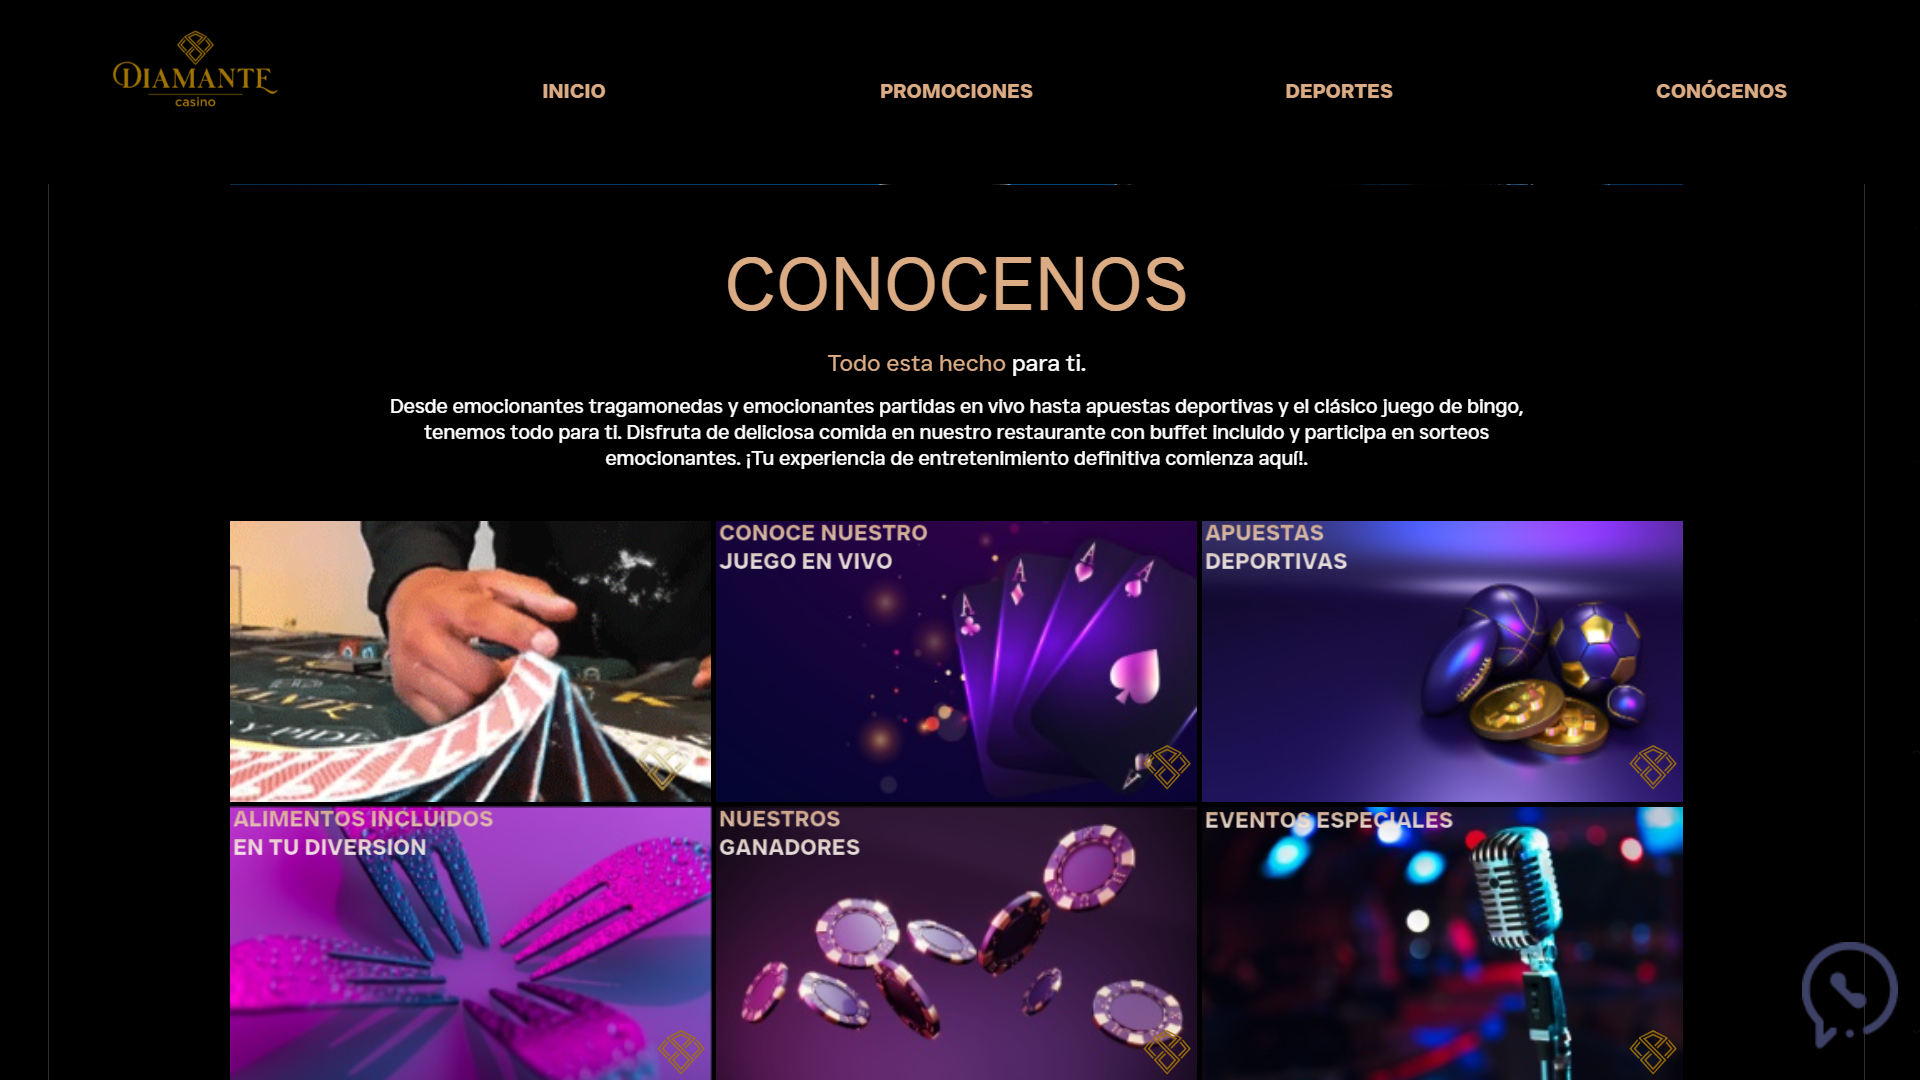 DIAMANTE
casino
INICIO
PROMOCIONES
DEPORTES
CONÓCENOS
CONOCENOS
Todo esta hecho para ti.
Desde emocionantes tragamonedas y emocionantes partidas en vivo hasta apuestas deportivas y el clásico juego de bingo,
tenemos todo para ti. Disfruta de deliciosa comida en nuestro restaurante con buffet incluido y participa en sorteos
emocionantes. ¡Tu experiencia de entretenimiento definitiva comienza aquí!.
CONOCE NUESTRO
JUEGO EN VIVO
A
A
A
A
A
APUESTAS
DEPORTIVAS
Y PIDE
ALIMENTOS INCLUIDOS
EN TU DIVERSION
NUESTROS
GANADORES
EVENTOS ESPECIALES